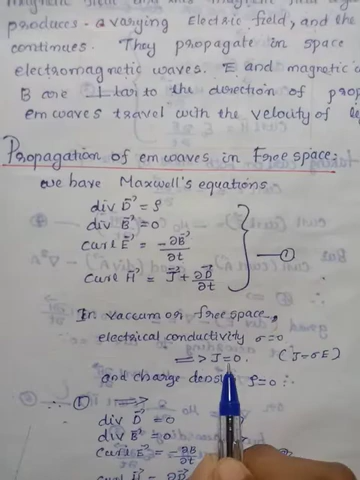 produces a varying Electric field, and the
continues. They propagate in space
electromagnetic waves. E and magnetic
B are ⊥lar to the direction of prop
em waves travel with the velocity of
Propagation of em waves in Free space:-
we have Maxwell's equations
div D⃗ = ρ
div B⃗ = 0
curl E⃗ = -∂B⃗/∂t
curl H⃗ = J⃗ + ∂D⃗/∂t
①
In vacuum or free space,
electrical conductivity σ=0
=> J=0. (J=σE)
and charge density ρ=0 ∴
∴ ① =>
div D⃗ = 0
div B⃗ = 0
curl E⃗ = -∂B/∂t
curl H⃗ = ∂D